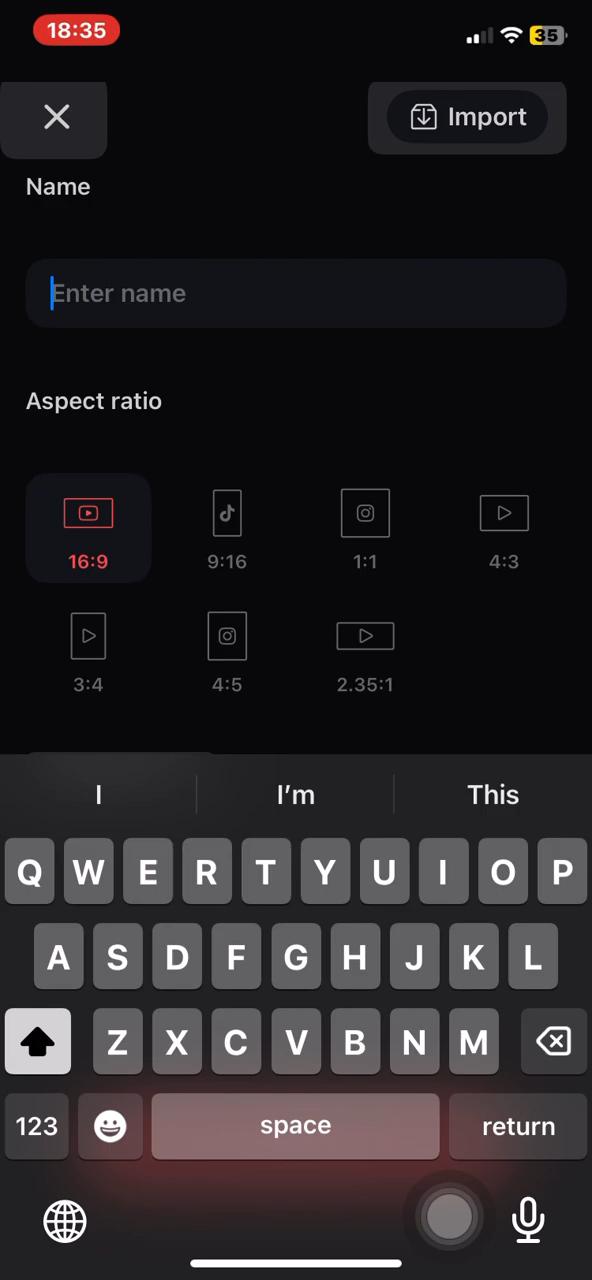 18:35
35
Import
Name
Enter name
Aspect ratio
16:9
9:16
1:1
4:3
3:4
4:5
2.35:1
I
I'm
This
Q W E R T Y U I O P
A S D F G H J K L
Z X C V B N M
123
space
return